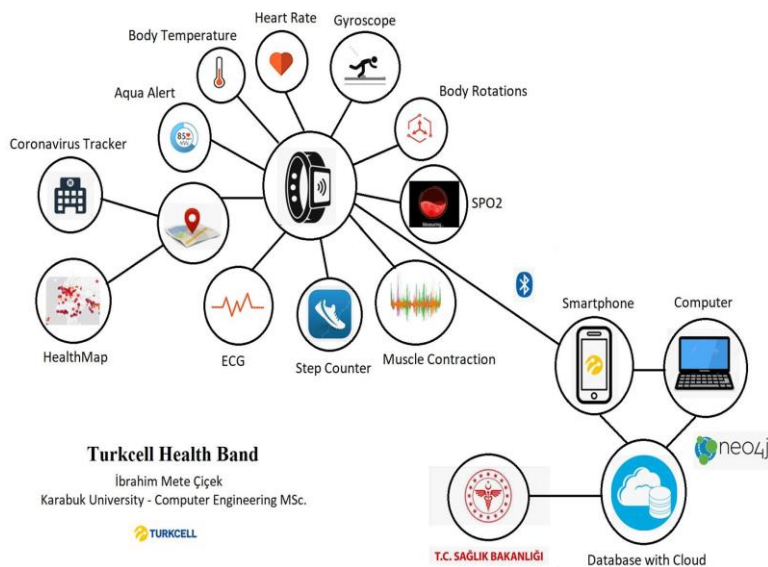 Heart Rate
Gyroscope
Body Temperature
Aqua Alert
Body Rotations
85
Coronavirus Tracker
SPO2
Measuring...
Smartphone
Computer
HealthMap
ECG
Step Counter
Muscle Contraction
neo4j
Turkcell Health Band
İbrahim Mete Çiçek
Karabuk University - Computer Engineering MSc.
TURKCELL
T.C. SAĞLIK BAKANLIĞI
Database with Cloud